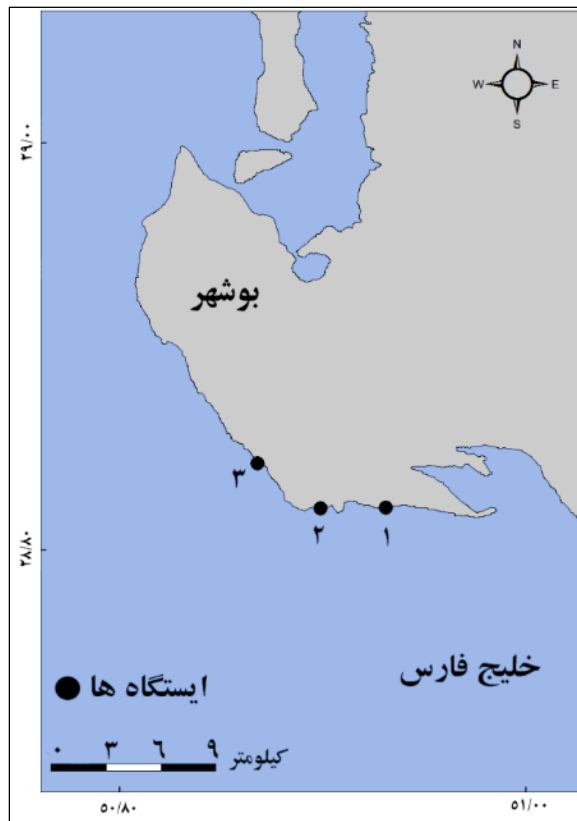 N
W E
S
۲۹/۰۰
بوشهر
۳
۲
۱
۲۸/۸۰
خلیج فارس
ایستگاه ها
۰ ۳ ۶ ۹ کیلومتر
۵۰/۸۰ ۵۱/۰۰